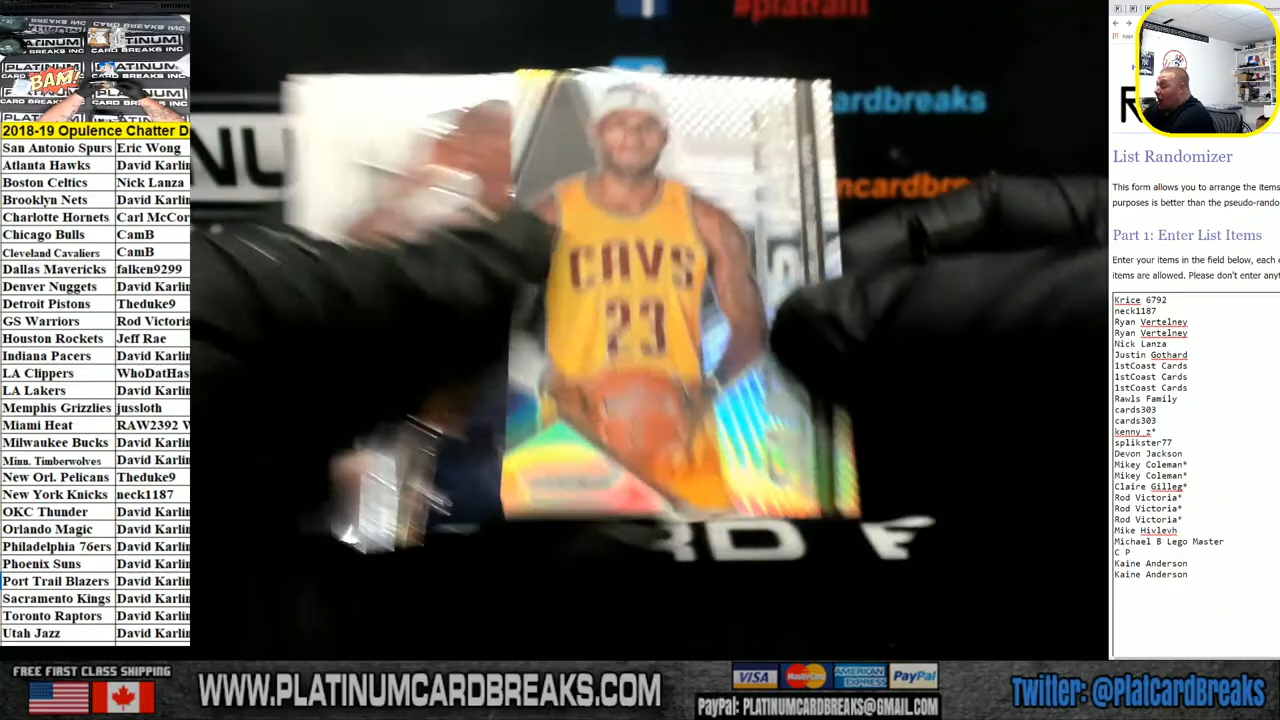 PLATINUM
CARD BREAKS INC
BAM!
2018-19 Opulence Chatter D
San Antonio Spurs Eric Wong
Atlanta Hawks David Karlin
Boston Celtics Nick Lanza
Brooklyn Nets David Karlin
Charlotte Hornets Carl McCor
Chicago Bulls CamB
Cleveland Cavaliers CamB
Dallas Mavericks falken9299
Denver Nuggets David Karlin
Detroit Pistons Theduke9
GS Warriors Rod Victoria
Houston Rockets Jeff Rae
Indiana Pacers David Karlin
LA Clippers WhoDatHas
LA Lakers David Karlin
Memphis Grizzlies jussloth
Miami Heat RAW2392 W
Milwaukee Bucks David Karlin
Minn. Timberwolves David Karlin
New Orl. Pelicans Theduke9
New York Knicks neck1187
OKC Thunder David Karlin
Orlando Magic David Karlin
Philadelphia 76ers David Karlin
Phoenix Suns David Karlin
Port Trail Blazers David Karlin
Sacramento Kings David Karlin
Toronto Raptors David Karlin
Utah Jazz David Karlin
cardbreaks
mcardbre
CAVS
23
RD
List Randomizer
This form allows you to arrange the items
purposes is better than the pseudo-rando
Part 1: Enter List Items
Enter your items in the field below, each
items are allowed. Please don't enter anyt
Krice 6792
neck1187
Ryan Vertelney
Ryan Vertelney
Nick Lanza
Justin Gothard
1stCoast Cards
1stCoast Cards
1stCoast Cards
Rawls Family
cards303
cards303
kenny z*
splikster77
Devon Jackson
Mikey Coleman*
Mikey Coleman*
Claire Gilleg*
Rod Victoria*
Rod Victoria*
Rod Victoria*
Mike Hivlevh
Michael B Lego Master
C P
Kaine Anderson
Kaine Anderson
FREE FIRST CLASS SHIPPING
WWW.PLATINUMCARDBREAKS.COM
VISA MasterCard AMERICAN EXPRESS PayPal
PayPal: PLATINUMCARDBREAKS@GMAIL.COM
Twitter: @PlatCardBreaks